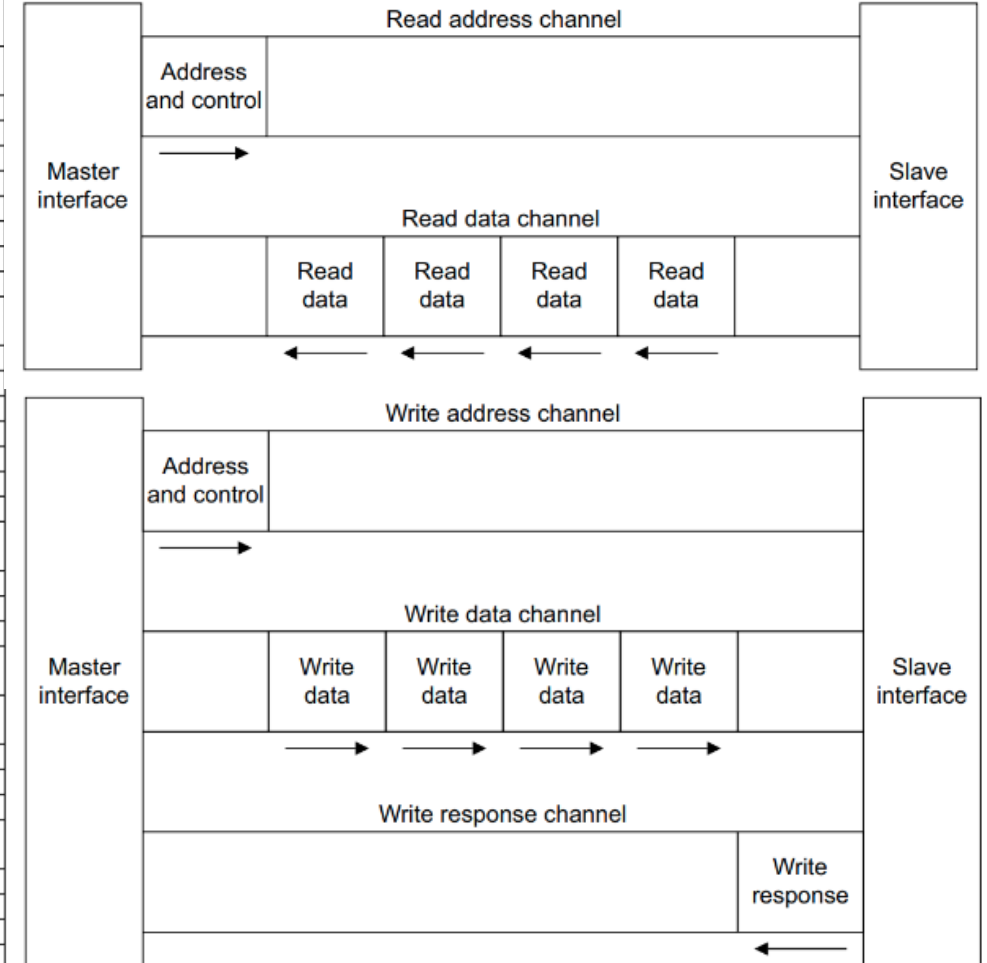 Read address channel
Address
and control
Master
interface
Slave
interface
Read data channel
Read
data
Read
data
Read
data
Read
data
Write address channel
Address
and control
Write data channel
Master
interface
Write
data
Write
data
Write
data
Write
data
Slave
interface
Write response channel
Write
response